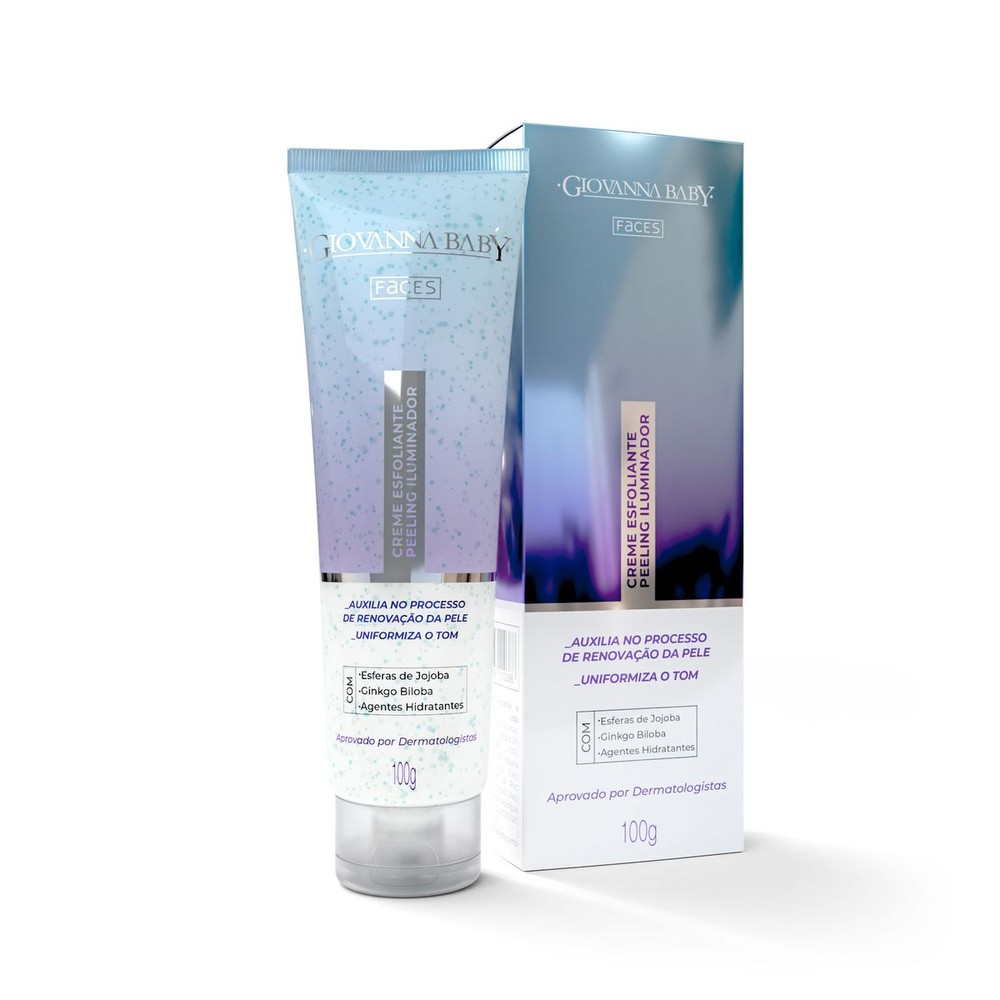 GIOVANNA BABY
FaCES
CREME ESFOLIANTE
PEELING ILUMINADOR
_AUXILIA NO PROCESSO
DE RENOVAÇÃO DA PELE
_UNIFORMIZA O TOM
COM
·Esferas de Jojoba
·Ginkgo Biloba
·Agentes Hidratantes
Aprovado por Dermatologistas
100g
·GIOVANNA BABY·
FaCES
CREME ESFOLIANTE
PEELING ILUMINADOR
_AUXILIA NO PROCESSO
DE RENOVAÇÃO DA PELE
_UNIFORMIZA O TOM
COM
·Esferas de Jojoba
·Ginkgo Biloba
·Agentes Hidratantes
Aprovado por Dermatologistas
100g